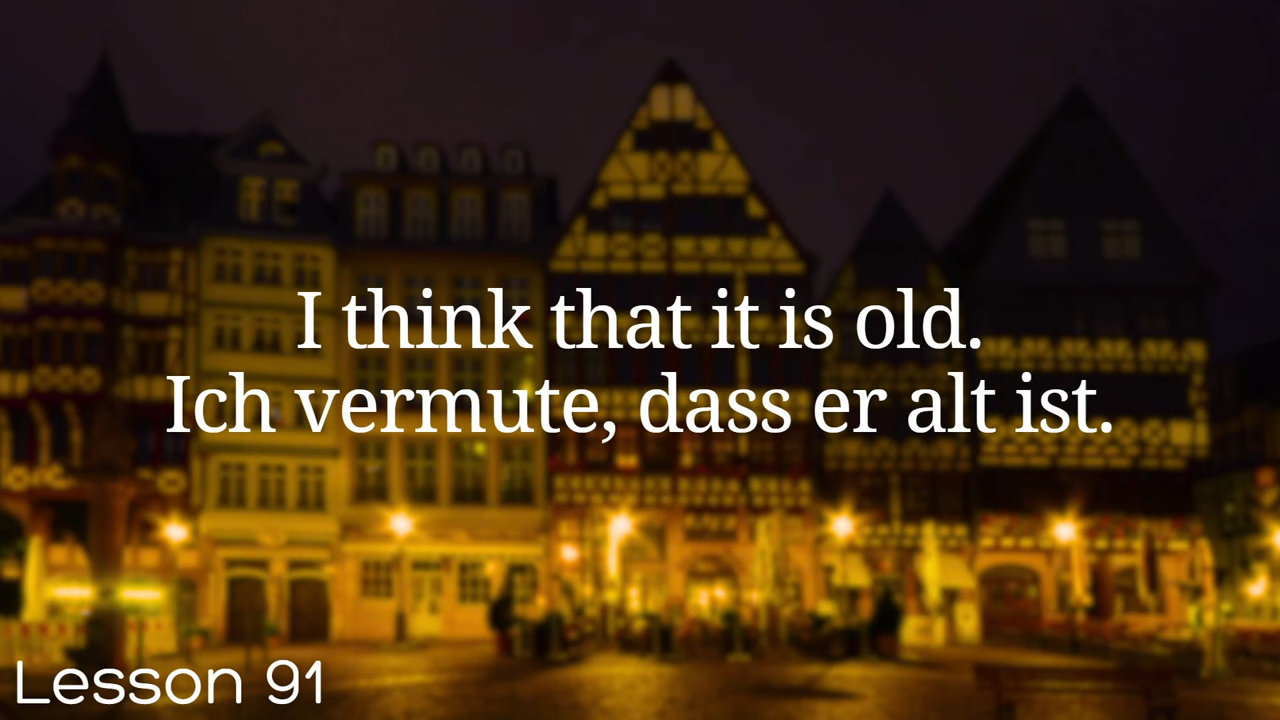 I think that it is old.
Ich vermute, dass er alt ist.
Lesson 91